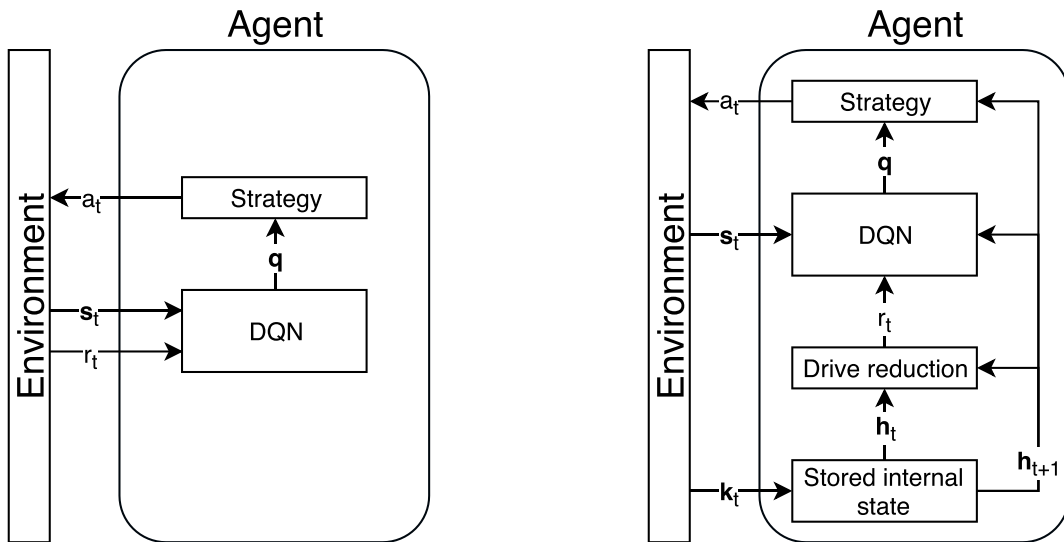 Agent
Environment
Strategy
a_t
q
s_t
DQN
r_t
Agent
Environment
a_t
Strategy
q
s_t
DQN
r_t
Drive reduction
h_t
h_{t+1}
k_t
Stored internal
state